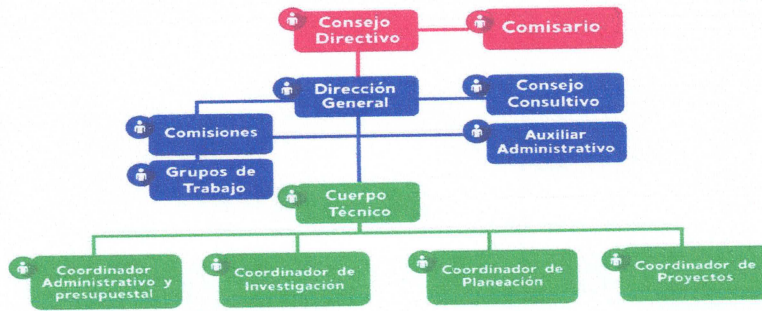 Consejo
Directivo
Comisario
Dirección
General
Consejo
Consultivo
Comisiones
Auxiliar
Administrativo
Grupos de
Trabajo
Cuerpo
Técnico
Coordinador
Administrativo y
presupuestal
Coordinador de
Investigación
Coordinador de
Planeación
Coordinador de
Proyectos